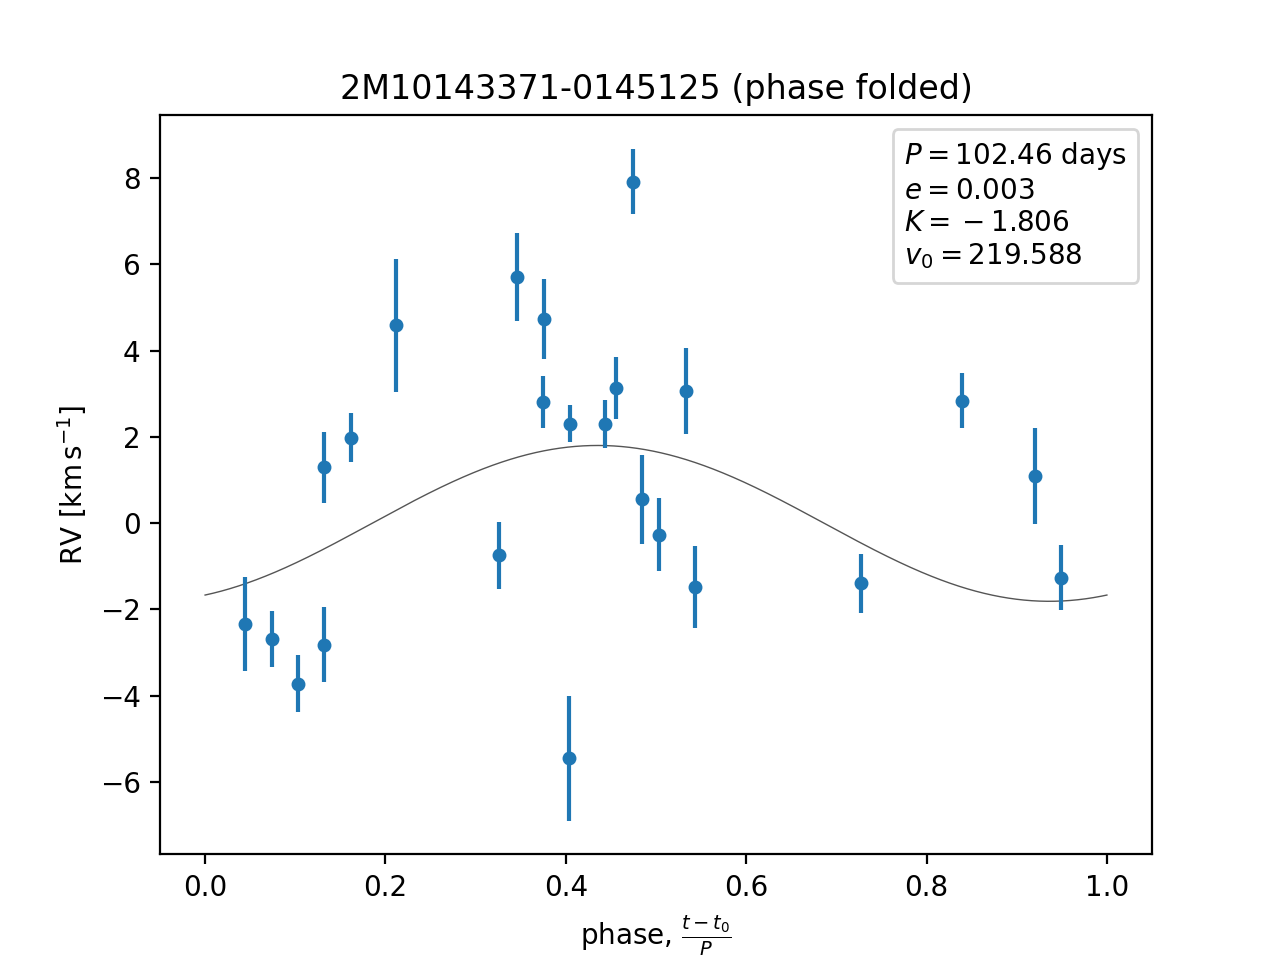 2M10143371-0145125 (phase folded)
P = 102.46 days
e = 0.003
K = −1.806
v₀ = 219.588
8
6
4
2
0
−2
−4
−6
RV [km s⁻¹]
0.0 0.2 0.4 0.6 0.8 1.0
phase, (t − t₀)/P